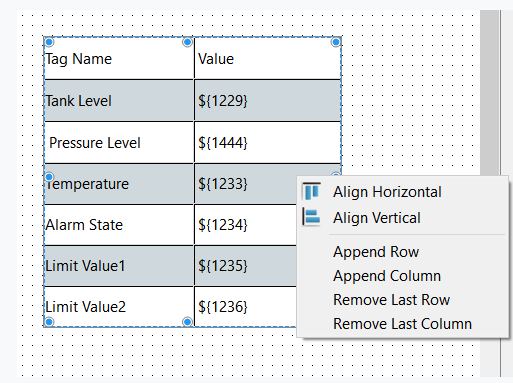 Tag Name Value
Tank Level ${1229}
Pressure Level ${1444}
Temperature ${1233}
Alarm State ${1234}
Limit Value1 ${1235}
Limit Value2 ${1236}
Align Horizontal
Align Vertical
Append Row
Append Column
Remove Last Row
Remove Last Column